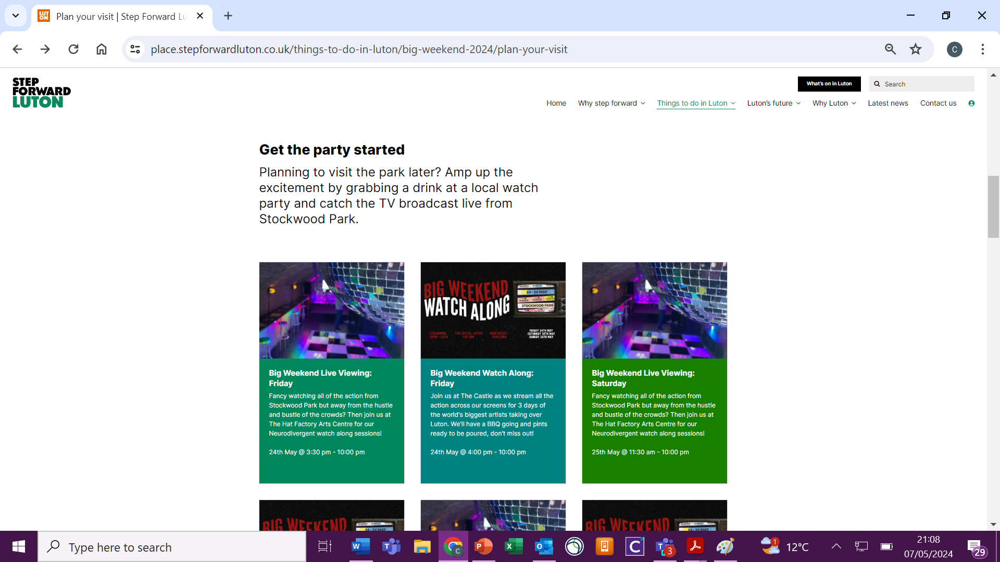 Plan your visit | Step Forward Lu
place.stepforwardluton.co.uk/things-to-do-in-luton/big-weekend-2024/plan-your-visit
C
STEP
FORWARD
LUTON
What's on in Luton
Search
Home Why step forward Things to do in Luton Luton's future Why Luton Latest news Contact us
Get the party started
Planning to visit the park later? Amp up the
excitement by grabbing a drink at a local watch
party and catch the TV broadcast live from
Stockwood Park.
BIG WEEKEND
WATCH ALONG
24 - 26 MAY
STOCKWOOD PARK
STREAMING
12PM - LATE
THE CASTLE, LUTON
LU1 3AA
FREE ENTRY
PLUS BBQ
FRIDAY 24TH MAY
SATURDAY 25TH MAY
SUNDAY 26TH MAY
Big Weekend Live Viewing:
Friday
Fancy watching all of the action from
Stockwood Park but away from the hustle
and bustle of the crowds? Then join us at
The Hat Factory Arts Centre for our
Neurodivergent watch along sessions!
24th May @ 3:30 pm - 10:00 pm
Big Weekend Watch Along:
Friday
Join us at The Castle as we stream all the
action across our screens for 3 days of
the world's biggest artists taking over
Luton. We'll have a BBQ going and pints
ready to be poured, don't miss out!
24th May @ 4:00 pm - 10:00 pm
Big Weekend Live Viewing:
Saturday
Fancy watching all of the action from
Stockwood Park but away from the hustle
and bustle of the crowds? Then join us at
The Hat Factory Arts Centre for our
Neurodivergent watch along sessions!
25th May @ 11:30 am - 10:00 pm
BIG WEEKEND
24 - 26 MAY
BIG WEEKEND
24 - 26 MAY
Type here to search
3
1
12°C
21:08
07/05/2024
29